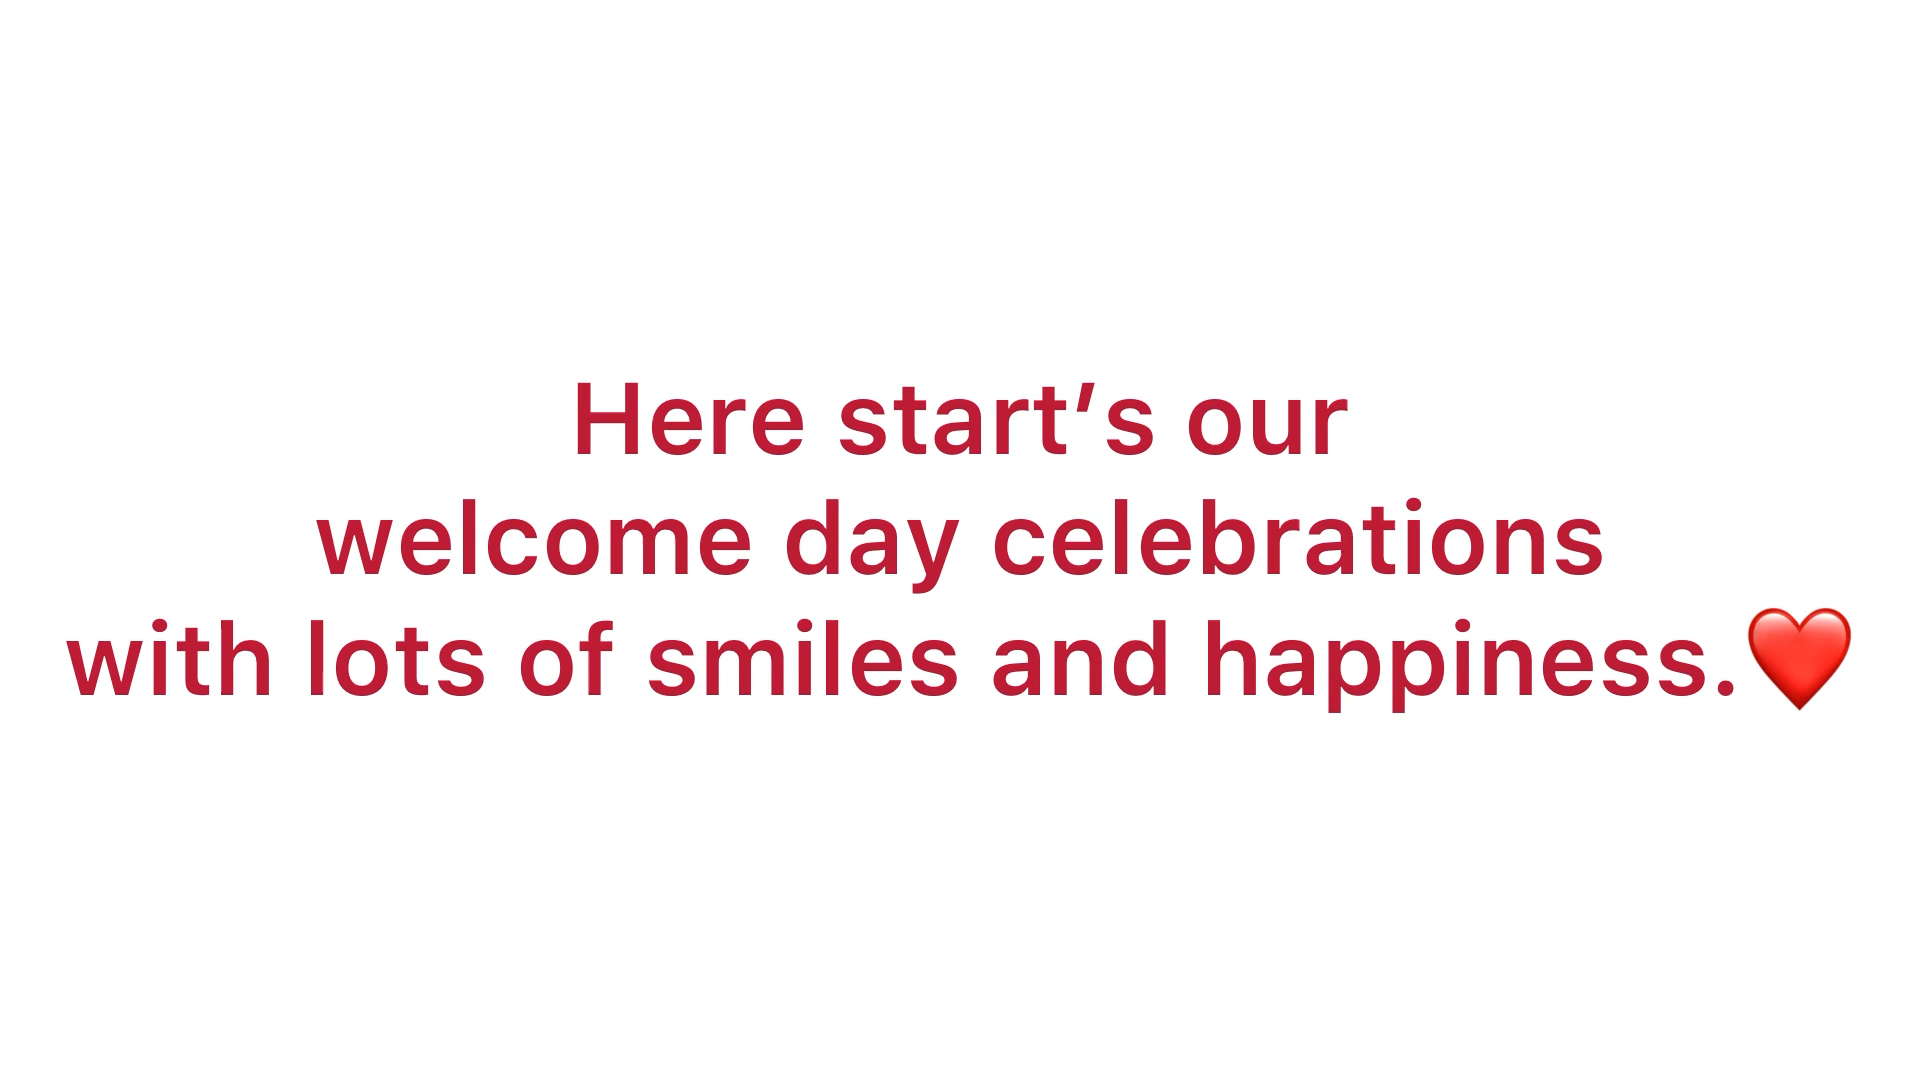 Here start’s our
welcome day celebrations
with lots of smiles and happiness.❤️